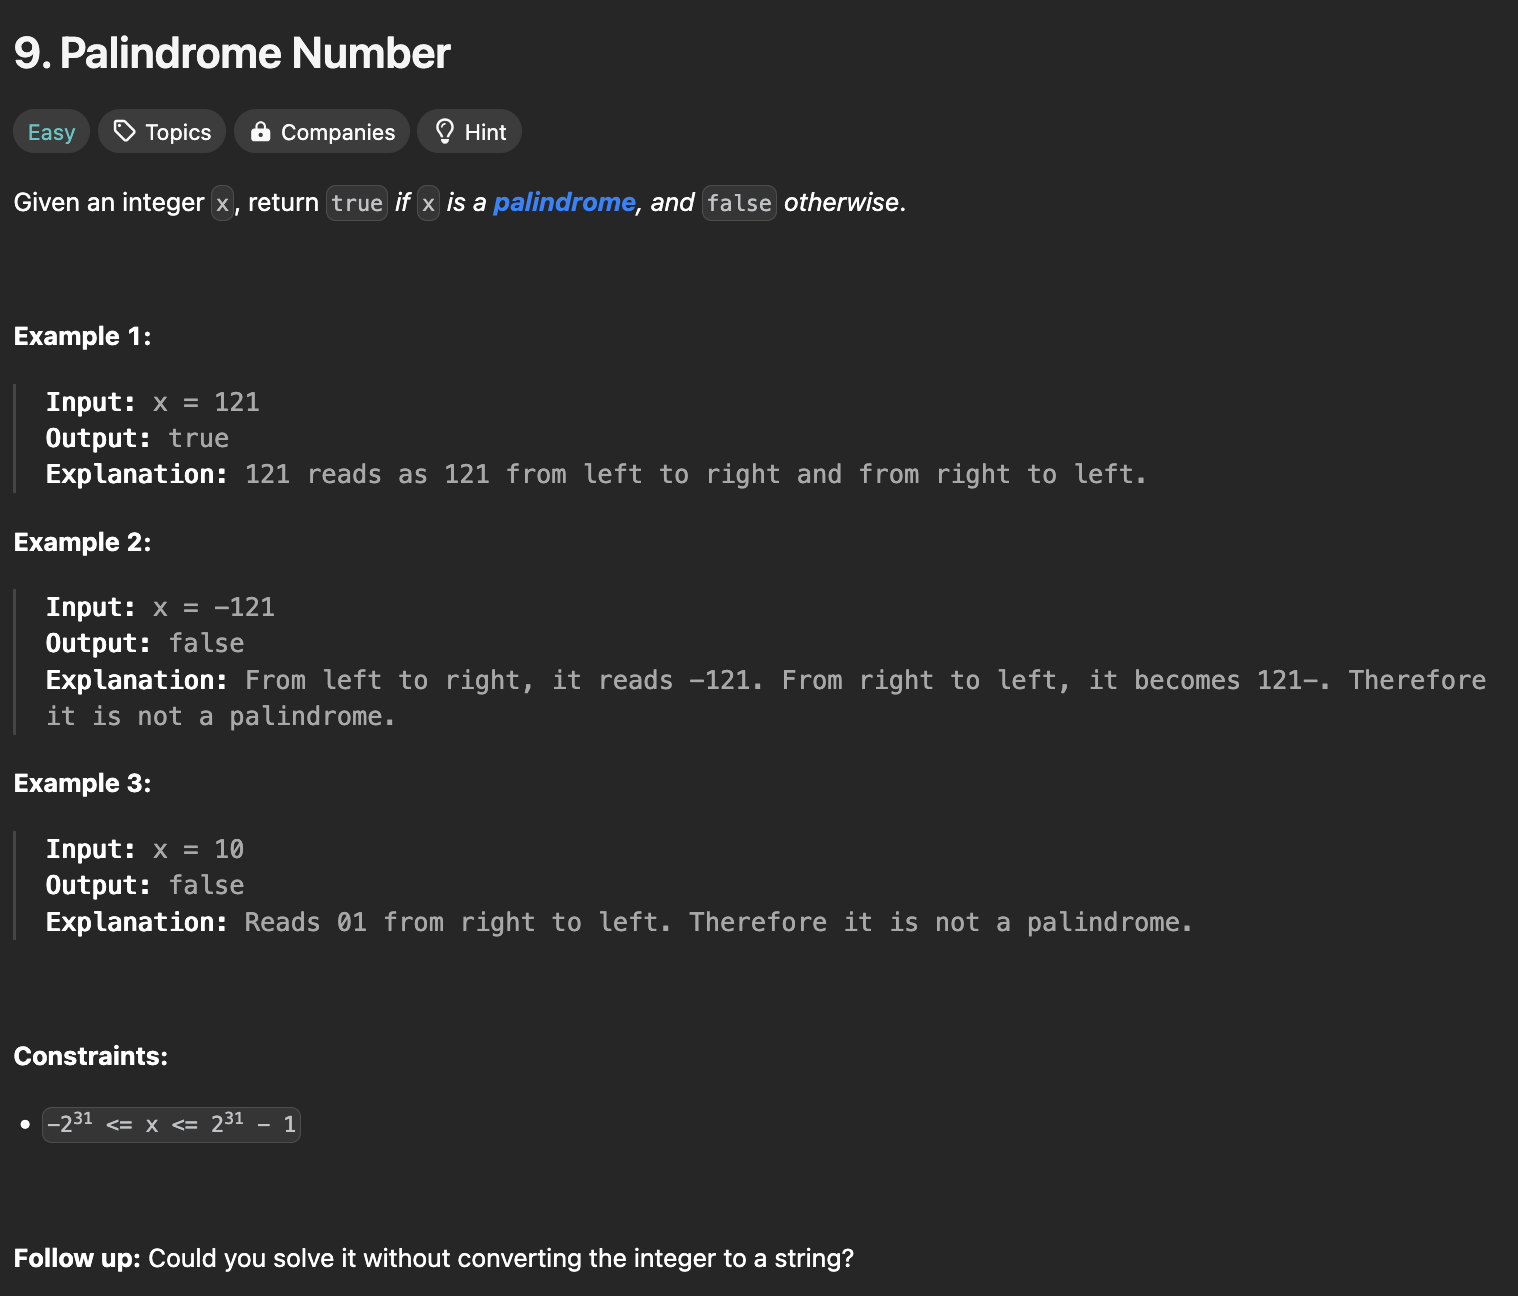 9. Palindrome Number
Easy Topics Companies Hint
Given an integer x, return true if x is a palindrome, and false otherwise.
Example 1:
Input: x = 121
Output: true
Explanation: 121 reads as 121 from left to right and from right to left.
Example 2:
Input: x = -121
Output: false
Explanation: From left to right, it reads -121. From right to left, it becomes 121-. Therefore
it is not a palindrome.
Example 3:
Input: x = 10
Output: false
Explanation: Reads 01 from right to left. Therefore it is not a palindrome.
Constraints:
• -2³¹ <= x <= 2³¹ - 1
Follow up: Could you solve it without converting the integer to a string?